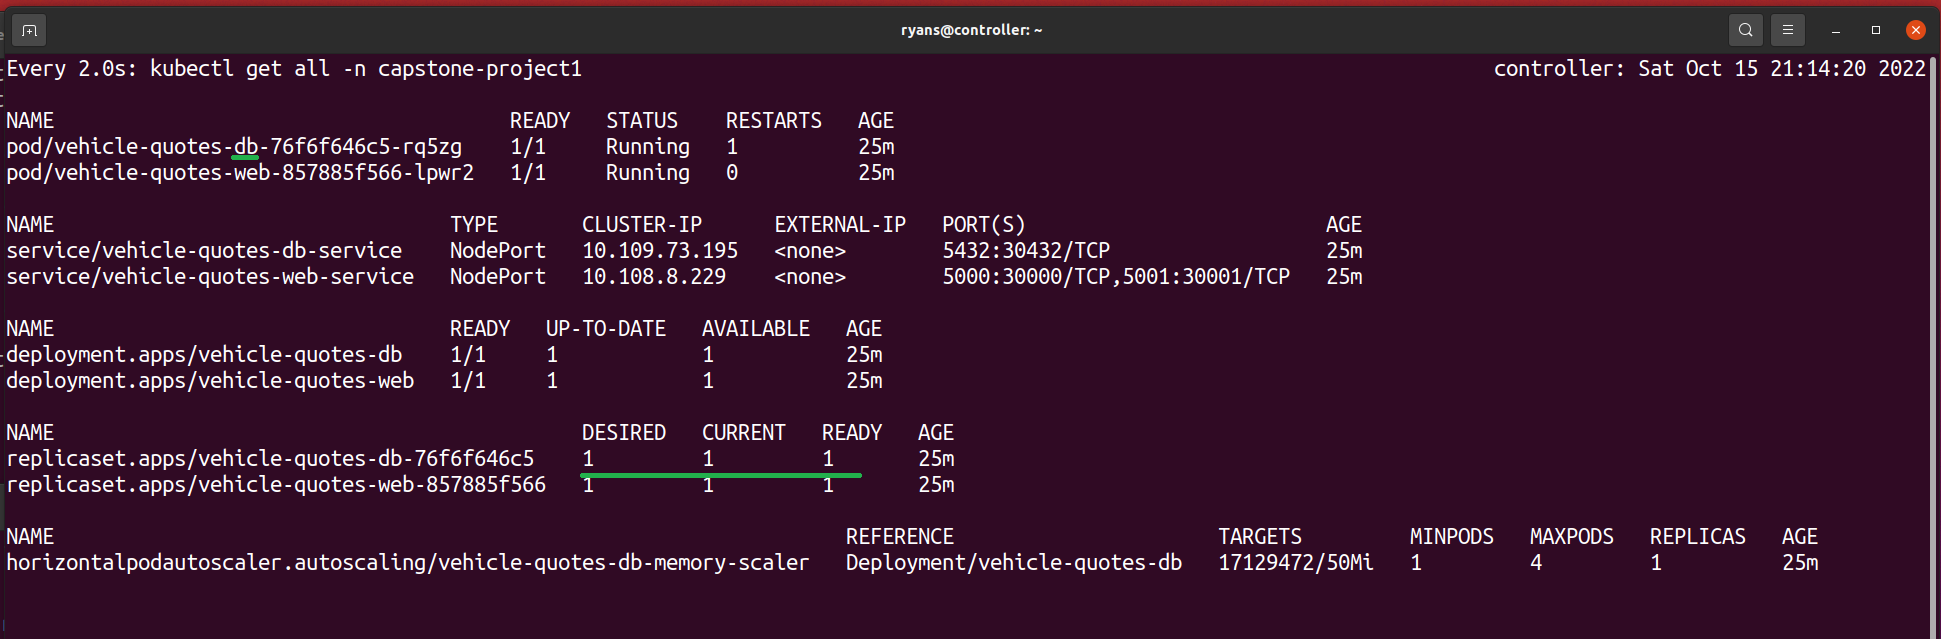 ryans@controller: ~
Every 2.0s: kubectl get all -n capstone-project1 controller: Sat Oct 15 21:14:20 2022
NAME READY STATUS RESTARTS AGE
pod/vehicle-quotes-db-76f6f646c5-rq5zg 1/1 Running 1 25m
pod/vehicle-quotes-web-857885f566-lpwr2 1/1 Running 0 25m
NAME TYPE CLUSTER-IP EXTERNAL-IP PORT(S) AGE
service/vehicle-quotes-db-service NodePort 10.109.73.195 <none> 5432:30432/TCP 25m
service/vehicle-quotes-web-service NodePort 10.108.8.229 <none> 5000:30000/TCP,5001:30001/TCP 25m
NAME READY UP-TO-DATE AVAILABLE AGE
deployment.apps/vehicle-quotes-db 1/1 1 1 25m
deployment.apps/vehicle-quotes-web 1/1 1 1 25m
NAME DESIRED CURRENT READY AGE
replicaset.apps/vehicle-quotes-db-76f6f646c5 1 1 1 25m
replicaset.apps/vehicle-quotes-web-857885f566 1 1 1 25m
NAME REFERENCE TARGETS MINPODS MAXPODS REPLICAS AGE
horizontalpodautoscaler.autoscaling/vehicle-quotes-db-memory-scaler Deployment/vehicle-quotes-db 17129472/50Mi 1 4 1 25m